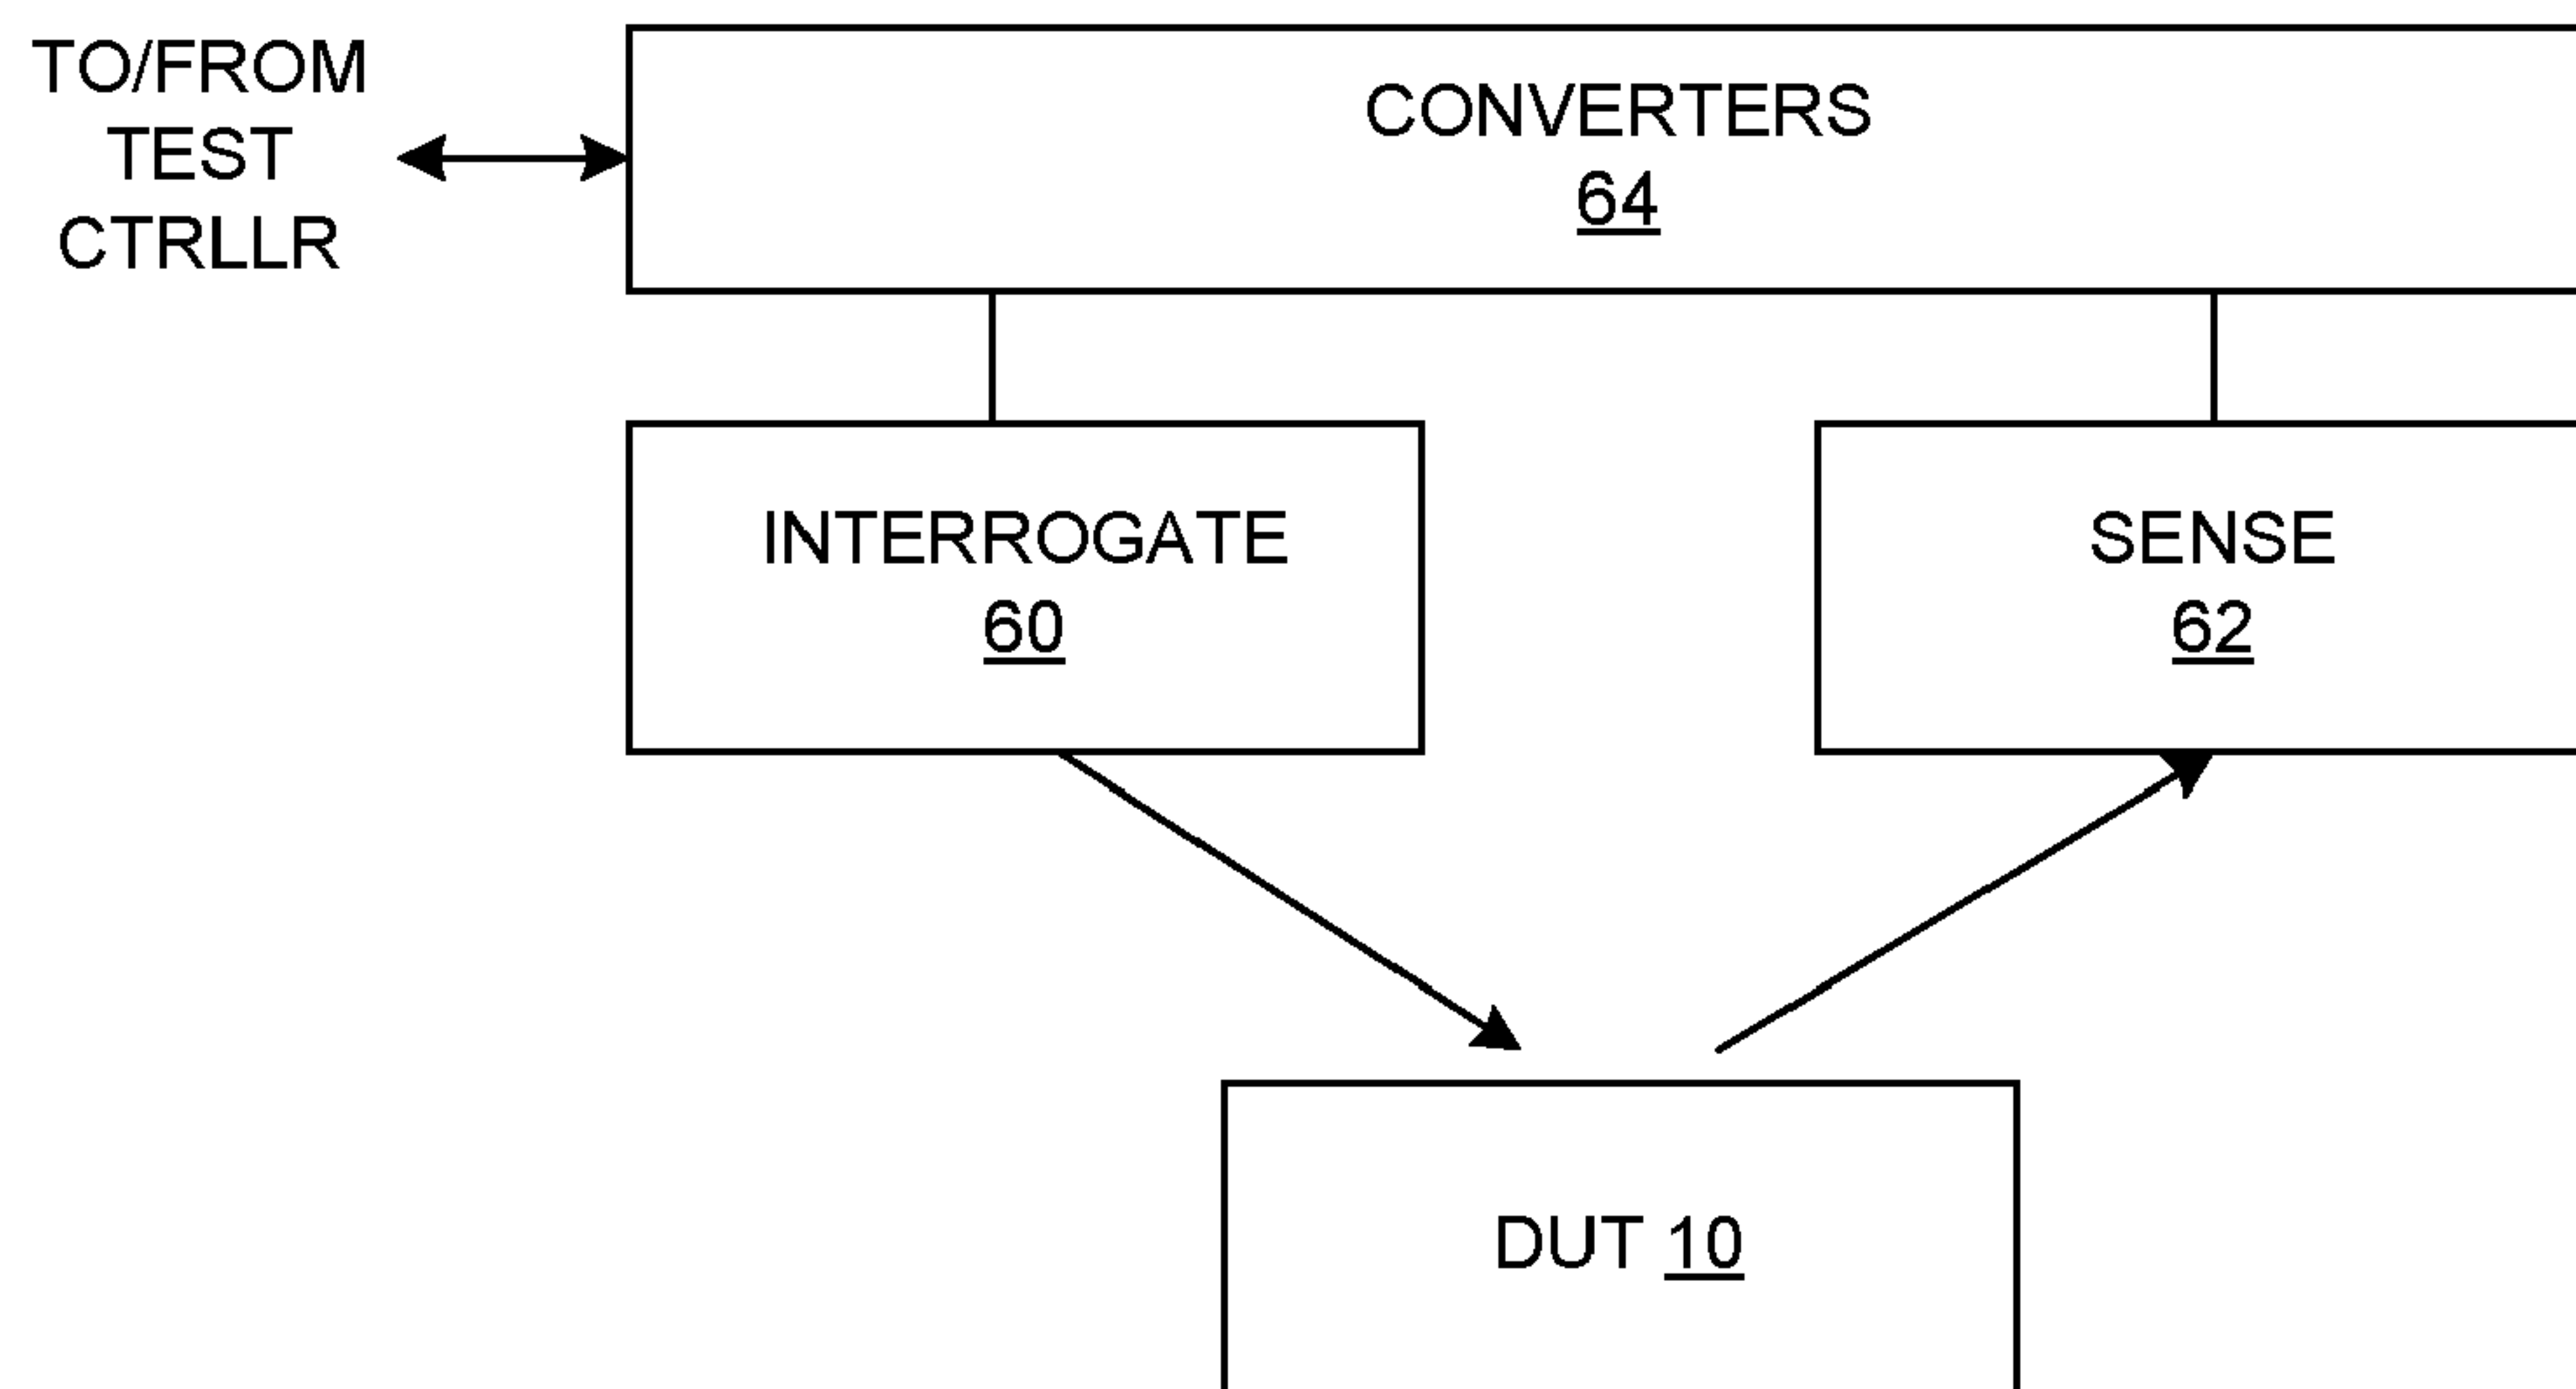 TO/FROM
TEST
CTRLLR
CONVERTERS
64
INTERROGATE
60
SENSE
62
DUT 10